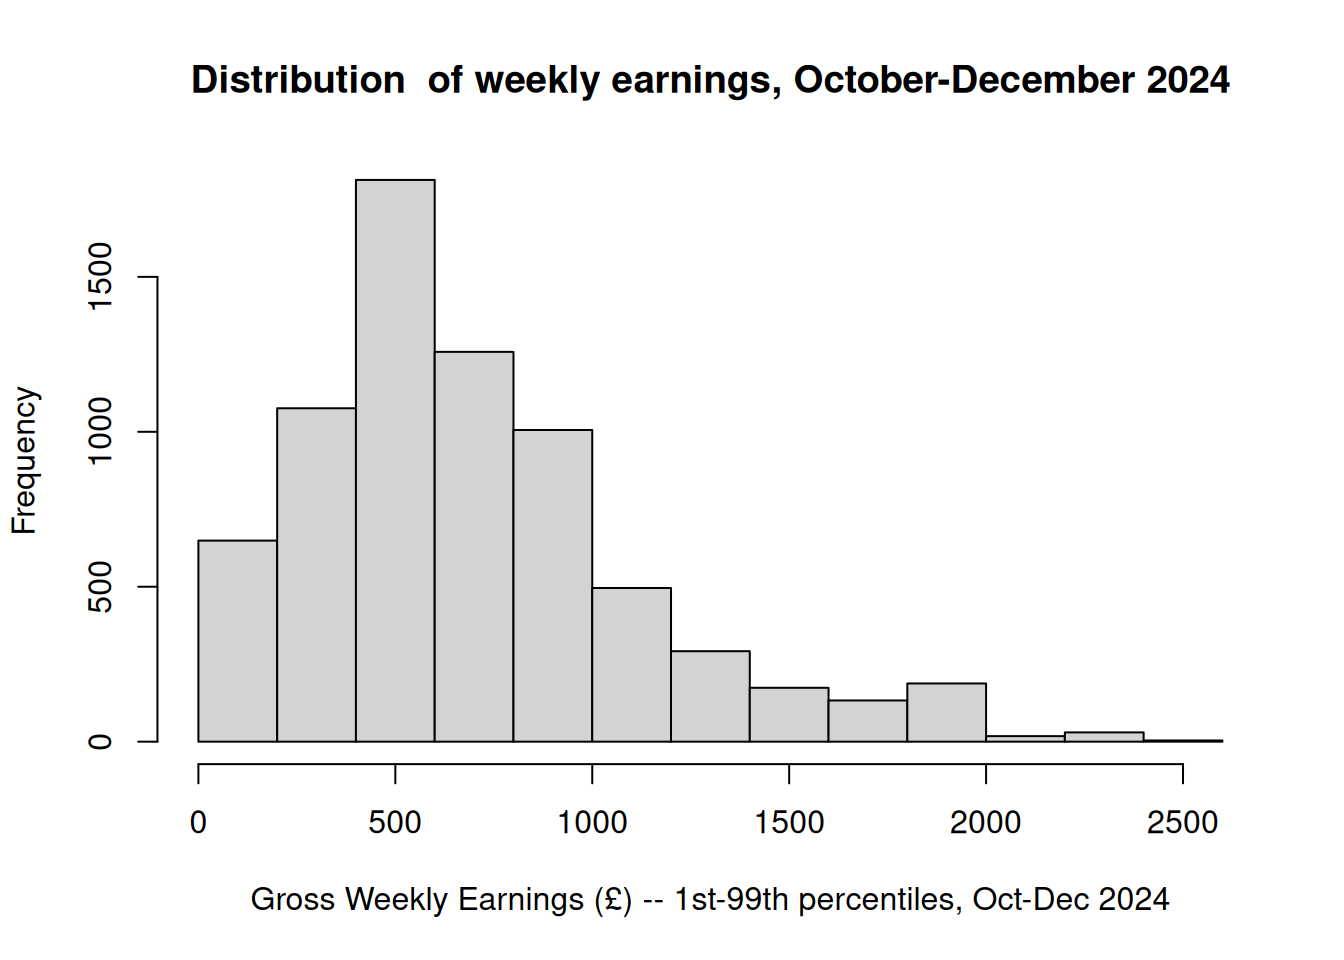 Distribution  of weekly earnings, October-December 2024
Frequency
1500
1000
500
0
0 500 1000 1500 2000 2500
Gross Weekly Earnings (£) -- 1st-99th percentiles, Oct-Dec 2024